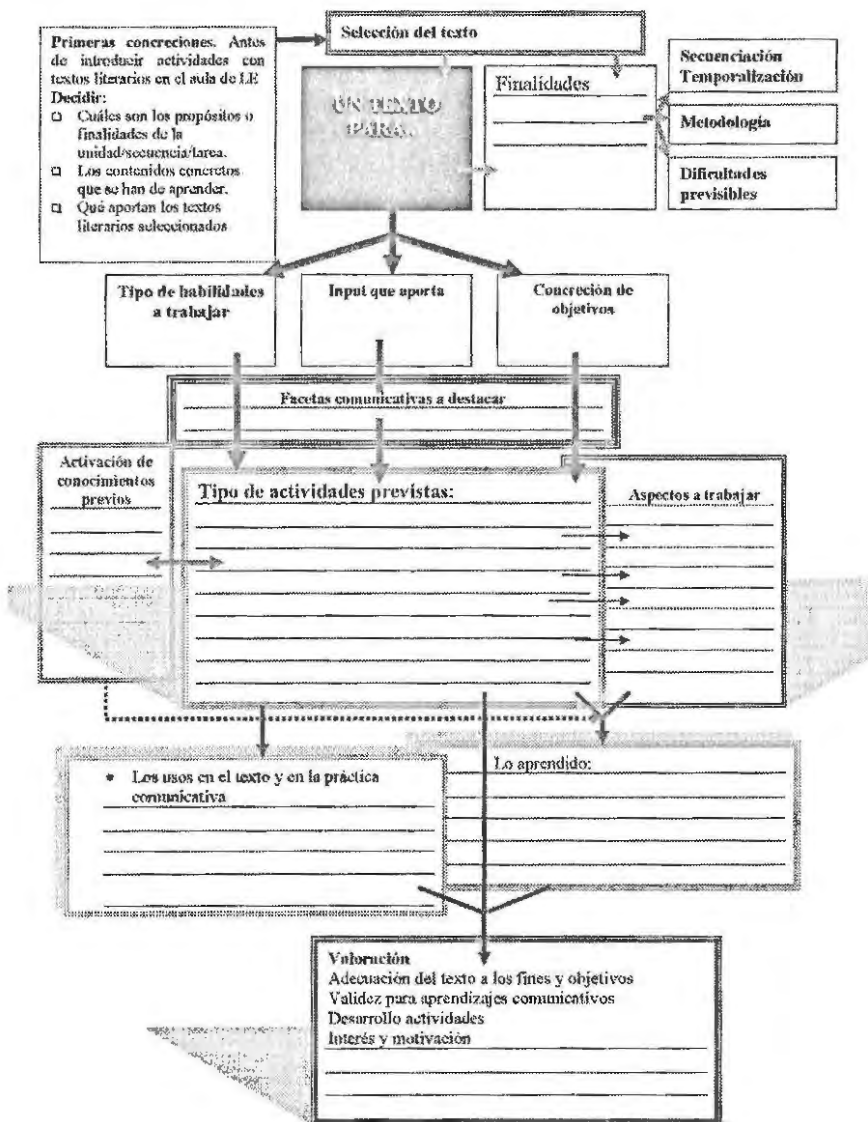 Primeras concreciones. Antes
de introducir actividades con
textos literarios en el aula de LE
Decidir:
❑ Cuáles son los propósitos o
finalidades de la
unidad/secuencia/tarea.
❑ Los contenidos concretos
que se han de aprender.
❑ Qué aportan los textos
literarios seleccionados
Selección del texto
UN TEXTO
PARA...
Finalidades
Secuenciación
Temporalización
Metodología
Dificultades
previsibles
Tipo de habilidades
a trabajar
Input que aporta
Concreción de
objetivos
Facetas comunicativas a destacar
Activación de
conocimientos
previos
Tipo de actividades previstas:
Aspectos a trabajar
• Los usos en el texto y en la práctica
comunicativa
Lo aprendido:
Valoración
Adecuación del texto a los fines y objetivos
Validez para aprendizajes comunicativos
Desarrollo actividades
Interés y motivación